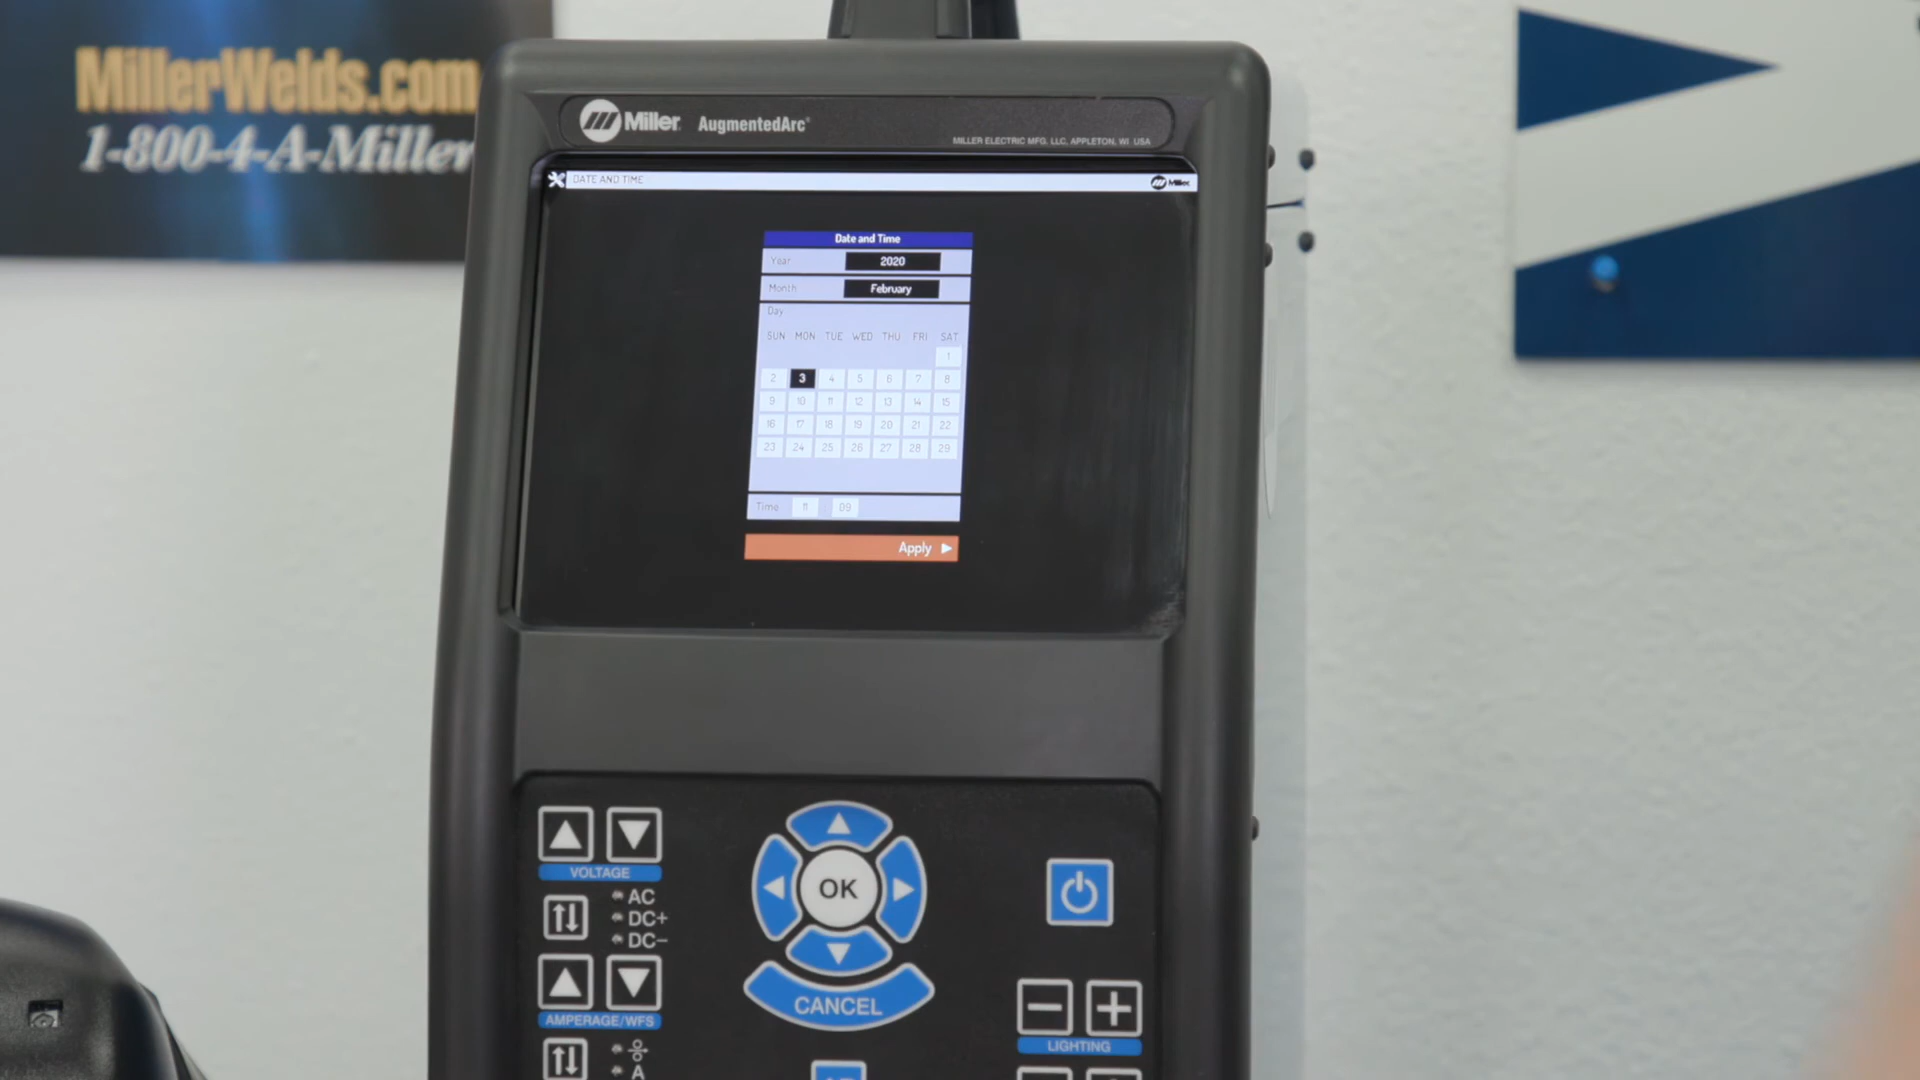 MillerWelds.com
1-800-4-A-Miller
Miller AugmentedArc®
MILLER ELECTRIC MFG. LLC, APPLETON, WI USA
DATE AND TIME
Miller
Date and Time
Year 2020
Month February
Day
SUN MON TUE WED THU FRI SAT
1
2 3 4 5 6 7 8
9 10 11 12 13 14 15
16 17 18 19 20 21 22
23 24 25 26 27 28 29
Time 11 09
Apply
VOLTAGE
AC
DC+
DC−
OK
AMPERAGE/WFS
CANCEL
LIGHTING
A